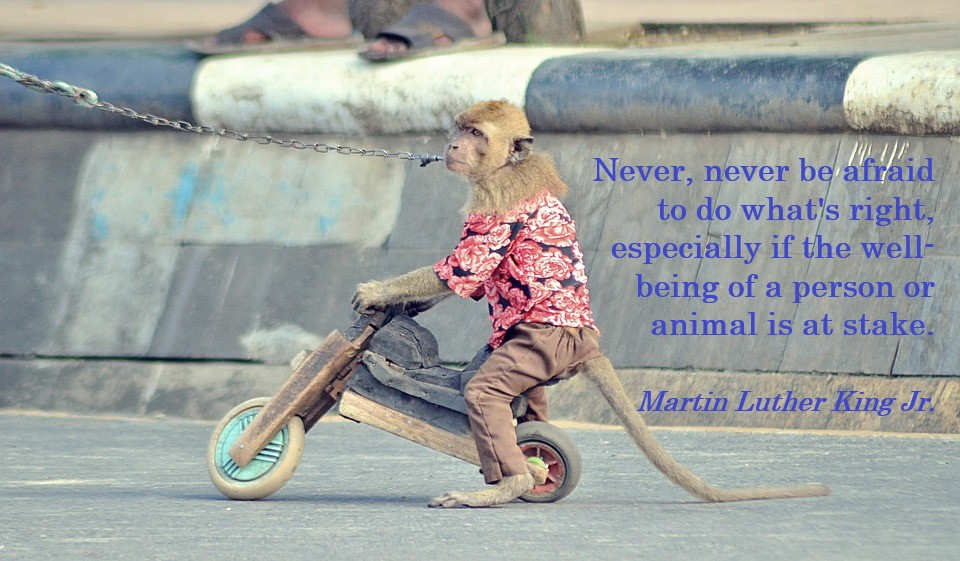 Never, never be afraid
to do what's right,
especially if the well-
being of a person or
animal is at stake.
Martin Luther King Jr.